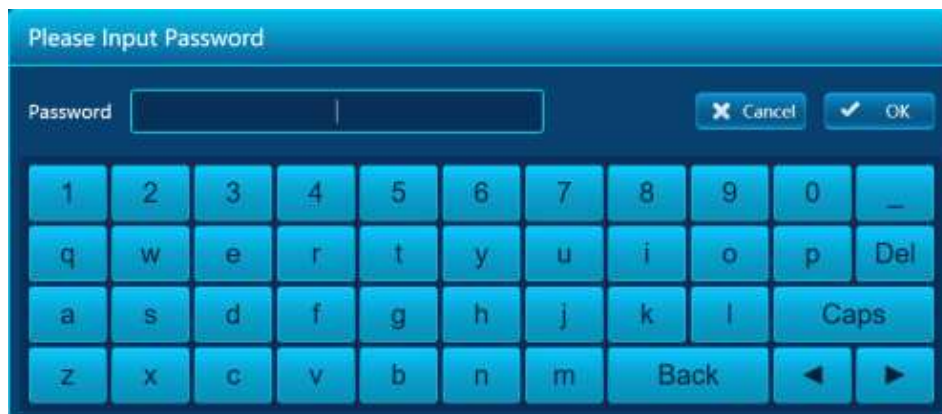 Please Input Password
Password Cancel OK
1 2 3 4 5 6 7 8 9 0 _
q w e r t y u i o p Del
a s d f g h j k l Caps
z x c v b n m Back ◀ ▶